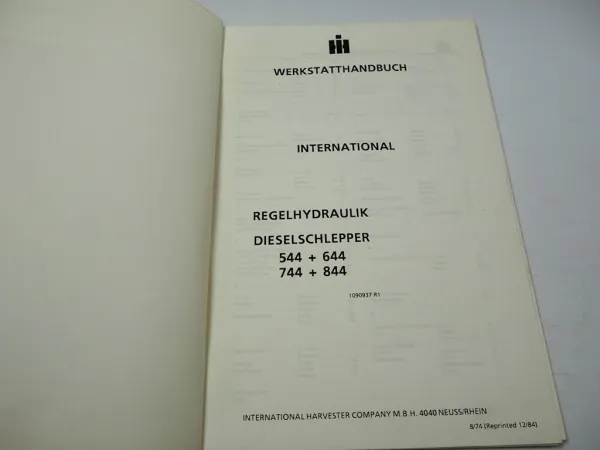 IH
WERKSTATTHANDBUCH
INTERNATIONAL
REGELHYDRAULIK
DIESELSCHLEPPER
544 + 644
744 + 844
1090937 R1
INTERNATIONAL HARVESTER COMPANY M.B.H. 4040 NEUSS/RHEIN
8/74 (Reprinted 12/84)